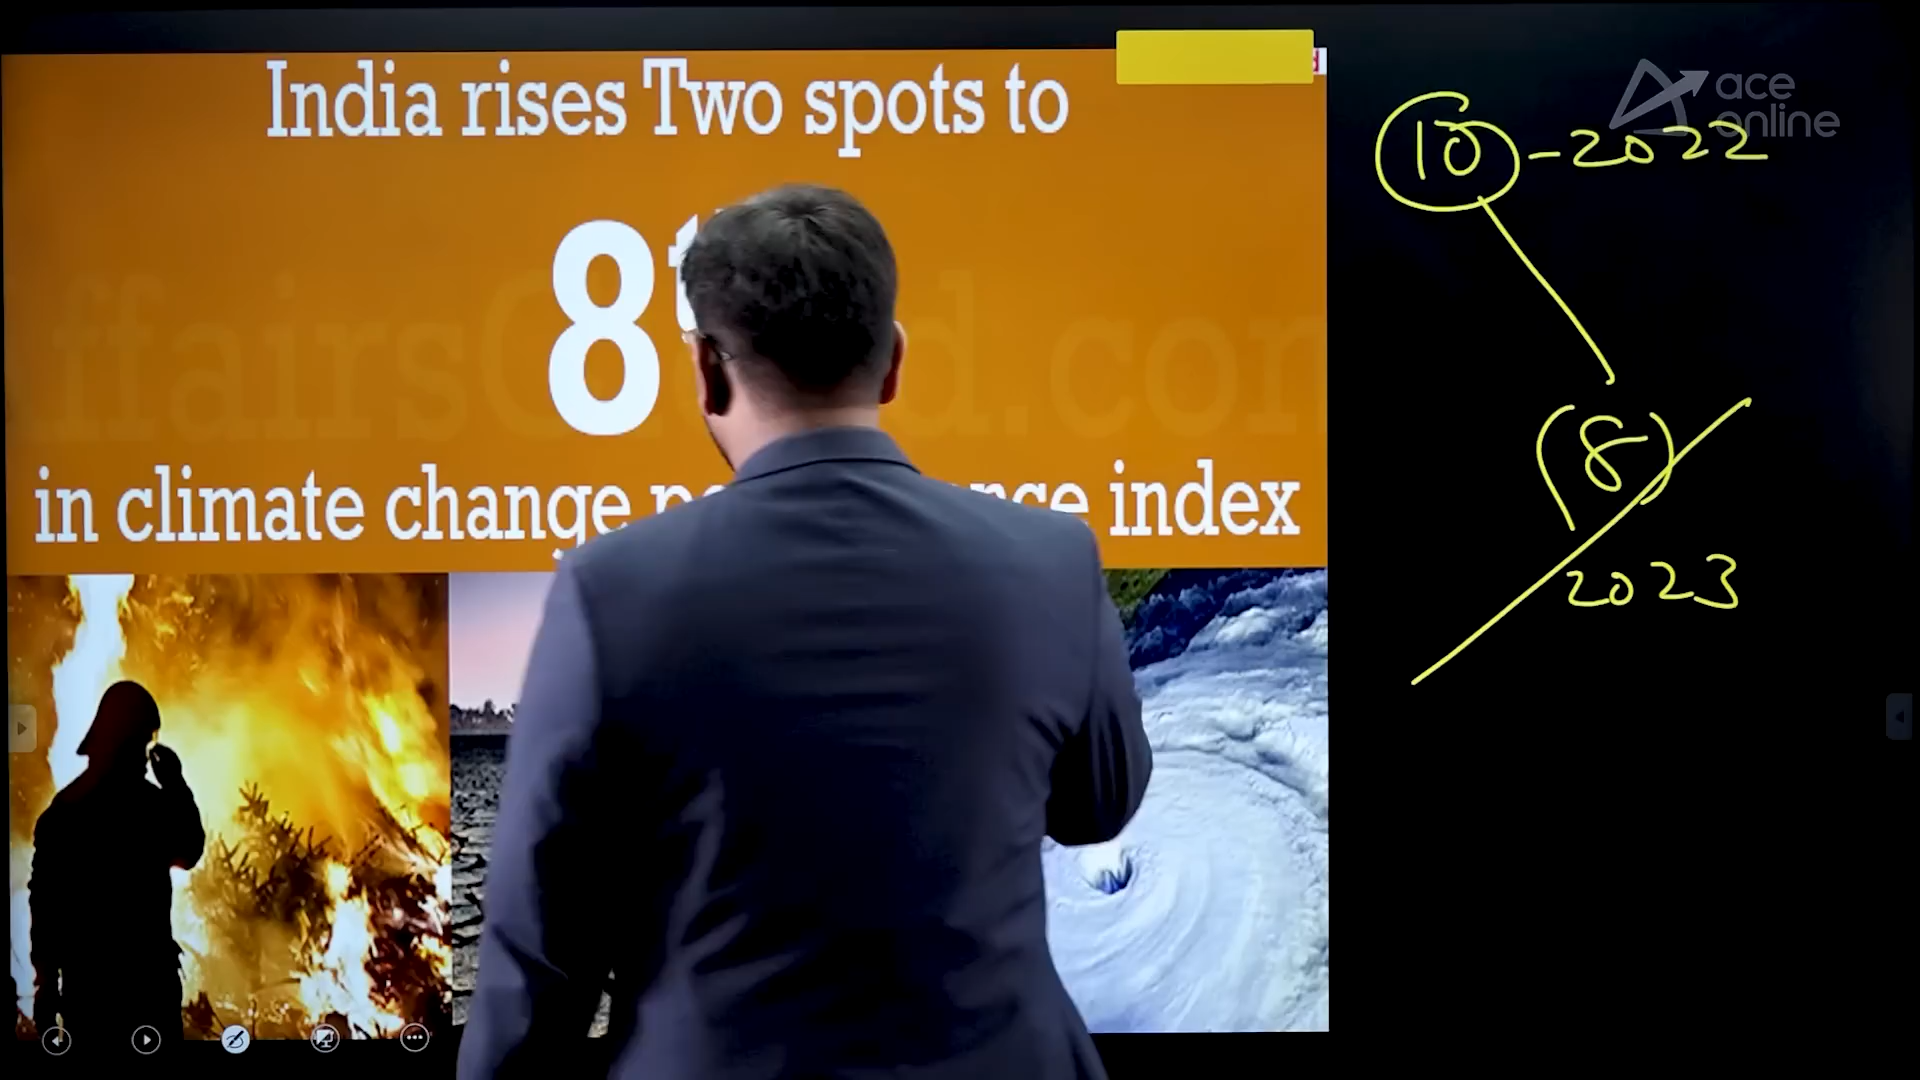 India rises Two spots to
8
in climate change index
ace
online
10 - 2022
(8)
2023